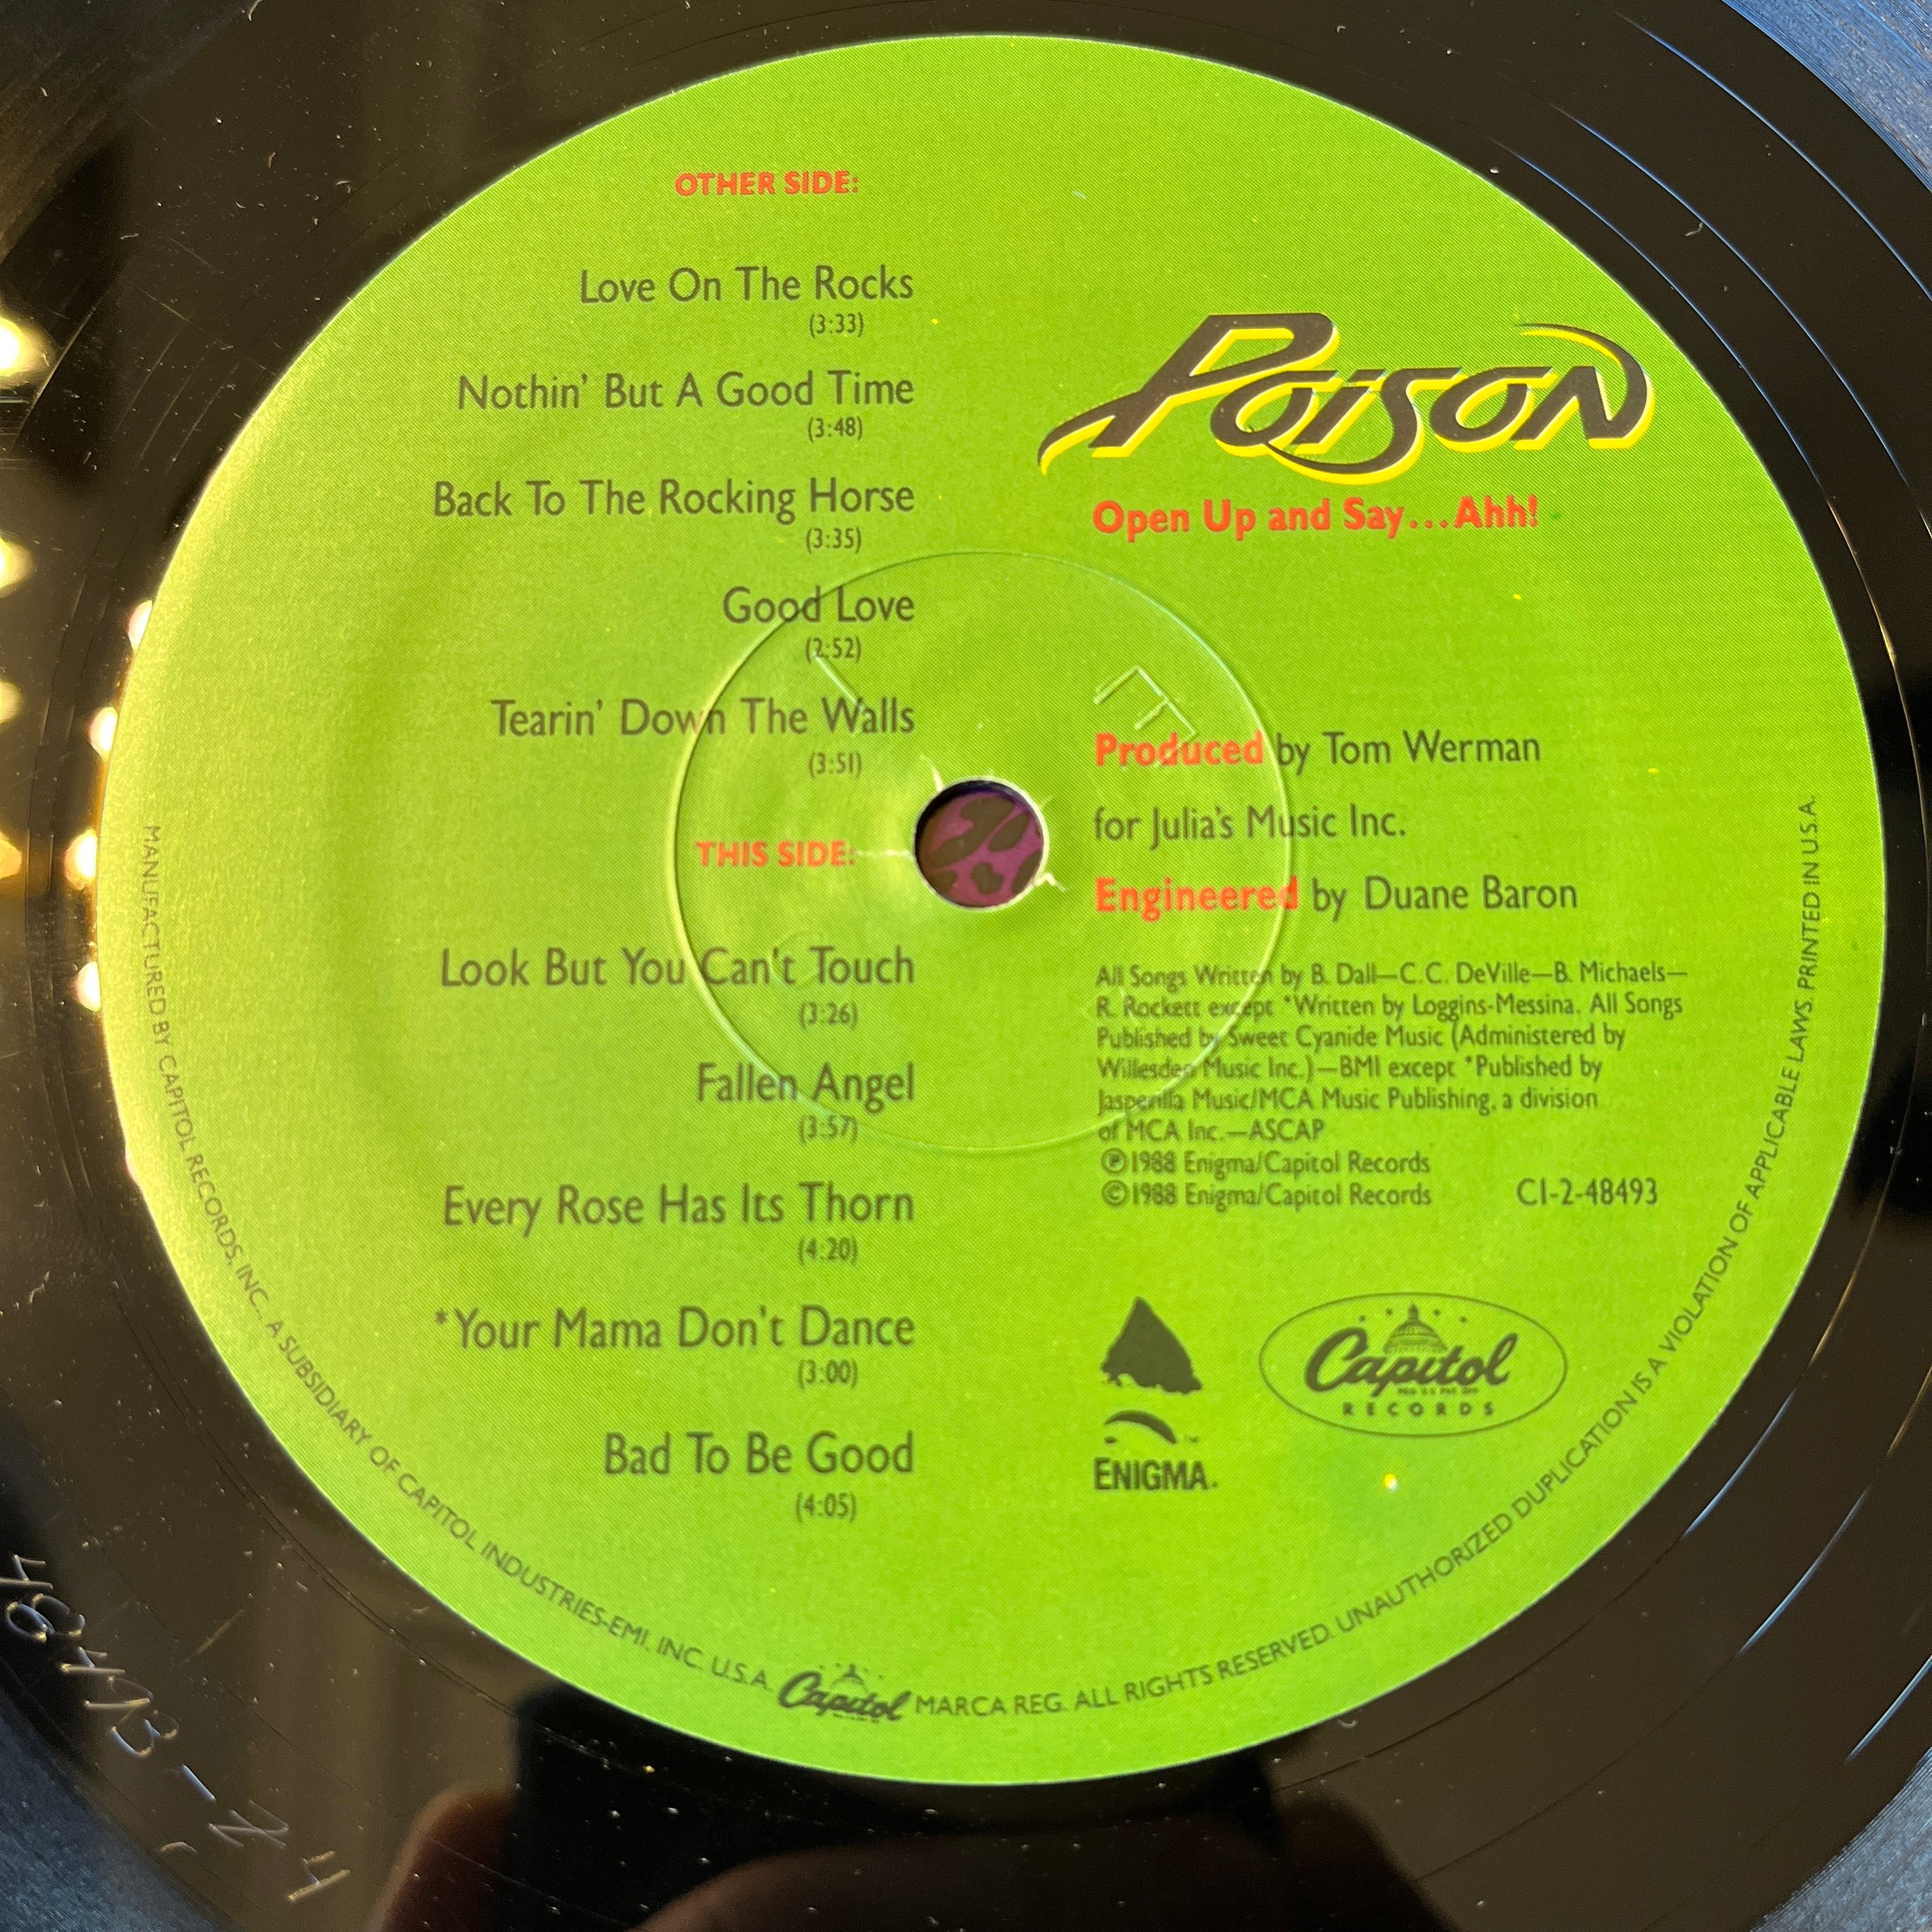 OTHER SIDE:
Love On The Rocks
(3:33)
Nothin' But A Good Time
(3:48)
Back To The Rocking Horse
(3:35)
Good Love
(2:52)
Tearin' Down The Walls
(3:51)
THIS SIDE:
Look But You Can't Touch
(3:26)
Fallen Angel
(3:57)
Every Rose Has Its Thorn
(4:20)
*Your Mama Don't Dance
(3:00)
Bad To Be Good
(4:05)
POISON
Open Up and Say...Ahh!
Produced by Tom Werman
for Julia's Music Inc.
Engineered by Duane Baron
All Songs Written by B. Dall—C.C. DeVille—B. Michaels—
R. Rockett except *Written by Loggins-Messina. All Songs
Published by Sweet Cyanide Music (Administered by
Willesden Music Inc.)—BMI except *Published by
Jasperilla Music/MCA Music Publishing, a division
of MCA Inc.—ASCAP
Ⓟ1988 Enigma/Capitol Records
©1988 Enigma/Capitol Records
C1-2-48493
ENIGMA.
Capitol
REG. U.S. PAT. OFF.
RECORDS
MANUFACTURED BY CAPITOL RECORDS, INC., A SUBSIDIARY OF CAPITOL INDUSTRIES-EMI, INC. U.S.A. Capitol MARCA REG. ALL RIGHTS RESERVED. UNAUTHORIZED DUPLICATION IS A VIOLATION OF APPLICABLE LAWS. PRINTED IN U.S.A.